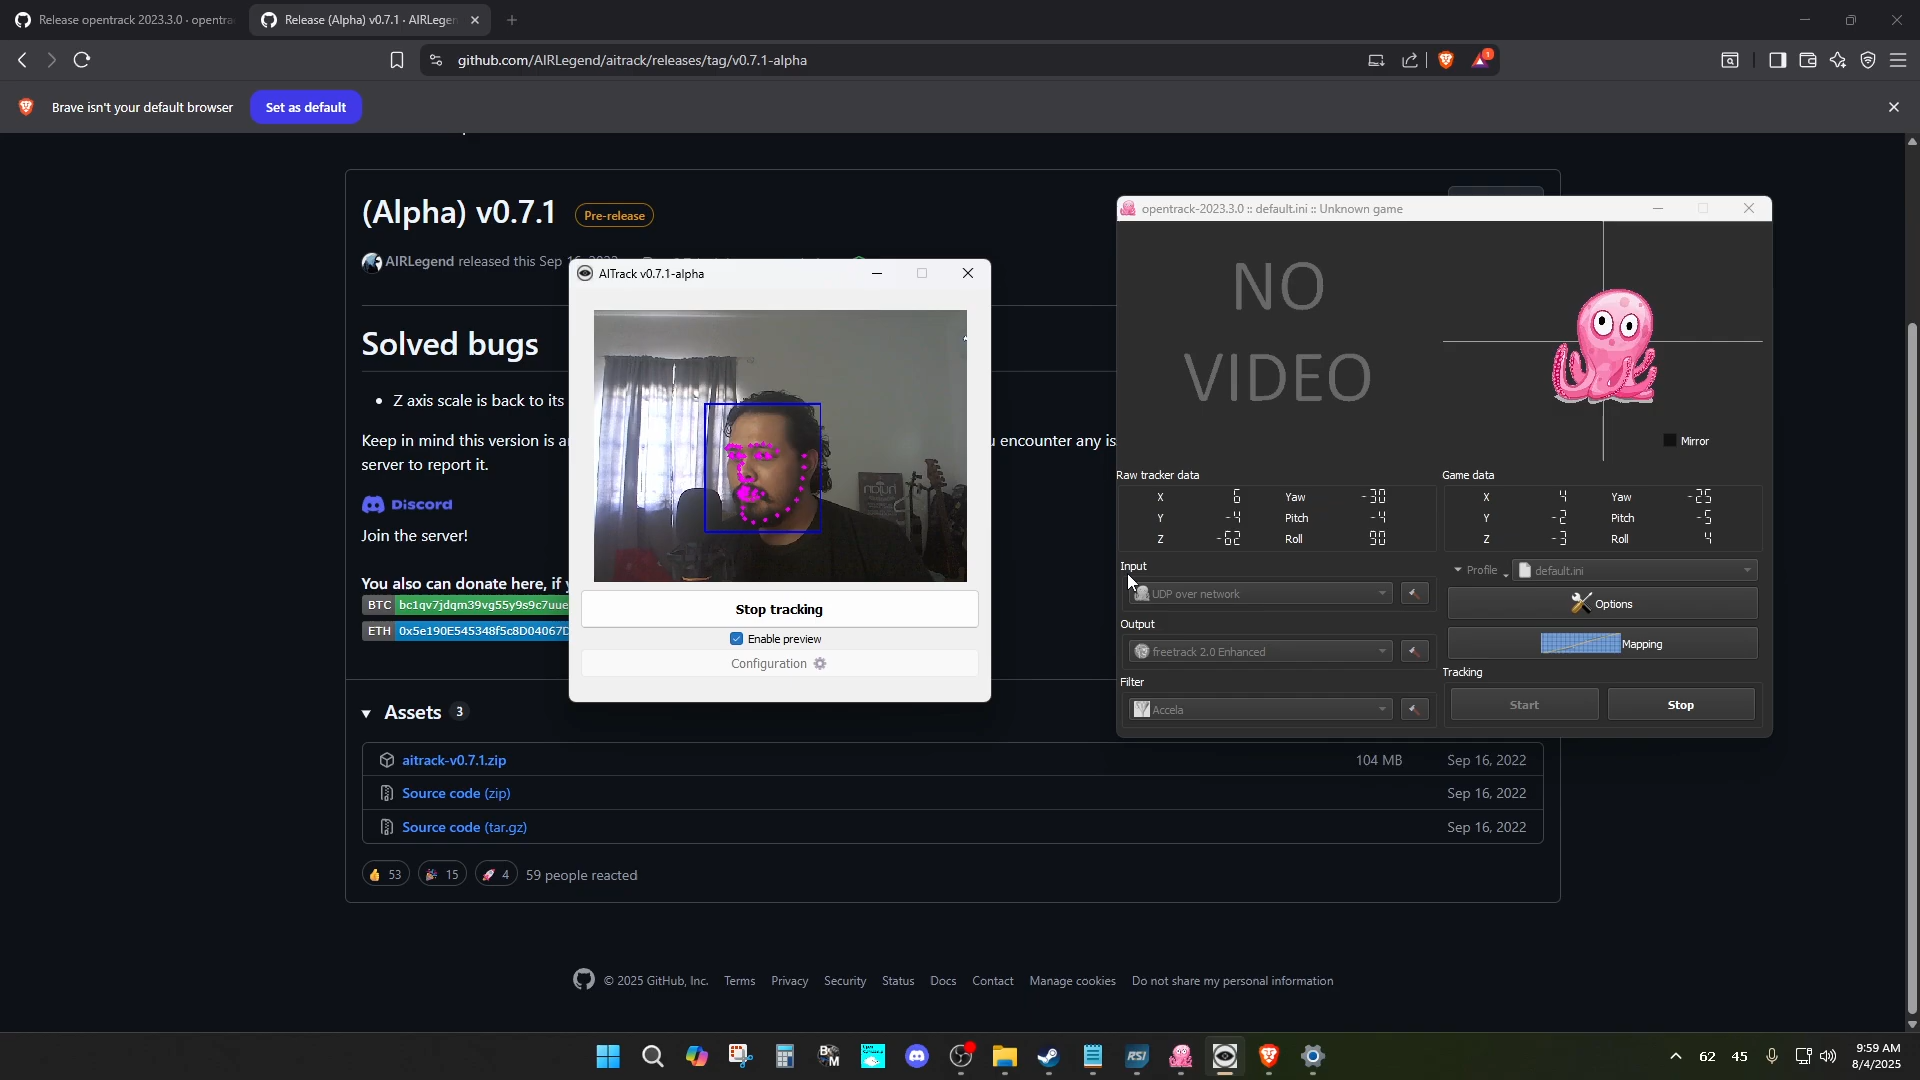 Release opentrack 2023.3.0 · opentra
Release (Alpha) v0.7.1 · AIRLegen
github.com/AIRLegend/aitrack/releases/tag/v0.7.1-alpha
1
Brave isn't your default browser
Set as default
(Alpha) v0.7.1
Pre-release
AIRLegend released this Sep
Solved bugs
Z axis scale is back to its
Keep in mind this version is a
u encounter any is
server to report it.
Discord
Join the server!
You also can donate here, if y
BTC
bc1qv7jdqm39vg55y9s9c7uue
ETH
0x5e190E545348f5c8D04067D
AITrack v0.7.1-alpha
Stop tracking
Enable preview
Configuration
opentrack-2023.3.0 :: default.ini :: Unknown game
NO
VIDEO
Mirror
Raw tracker data
X 6 Yaw -30
Y -4 Pitch -4
Z -62 Roll 90
Game data
X 4 Yaw -25
Y -2 Pitch -5
Z -3 Roll 4
Input
UDP over network
Output
freetrack 2.0 Enhanced
Filter
Accela
Profile
default.ini
Options
Mapping
Tracking
Start
Stop
Assets 3
aitrack-v0.7.1.zip 104 MB Sep 16, 2022
Source code (zip) Sep 16, 2022
Source code (tar.gz) Sep 16, 2022
53 15 4 59 people reacted
© 2025 GitHub, Inc. Terms Privacy Security Status Docs Contact Manage cookies Do not share my personal information
RSI
62 45
9:59 AM
8/4/2025